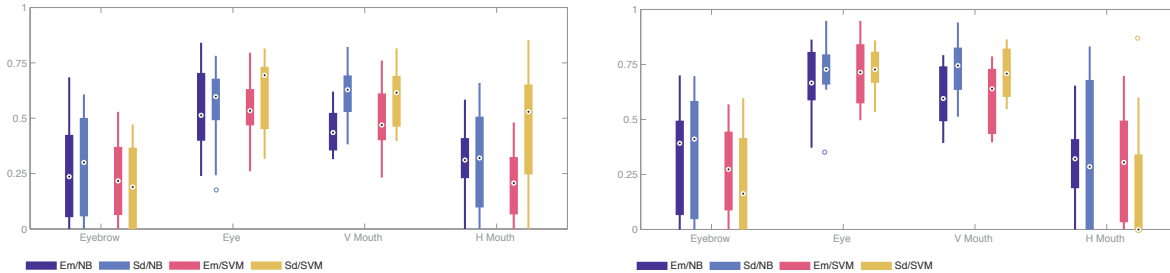 1
0.75
0.5
0.25
0
Eyebrow Eye V Mouth H Mouth
Em/NB Sd/NB Em/SVM Sd/SVM
1
0.75
0.5
0.25
0
Eyebrow Eye V Mouth H Mouth
Em/NB Sd/NB Em/SVM Sd/SVM